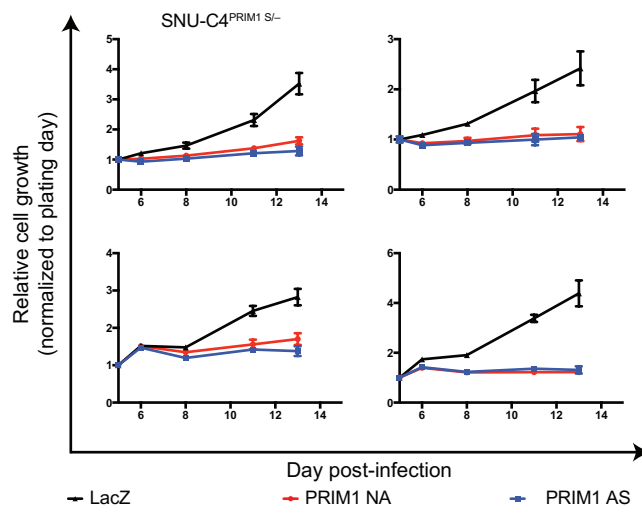 SNU-C4PRIM1 S/–
Relative cell growth
(normalized to plating day)
5
4
3
2
1
0
6 8 10 12 14
3
2
1
0
6 8 10 12 14
4
3
2
1
0
6 8 10 12 14
6
4
2
0
6 8 10 12 14
Day post-infection
LacZ PRIM1 NA PRIM1 AS